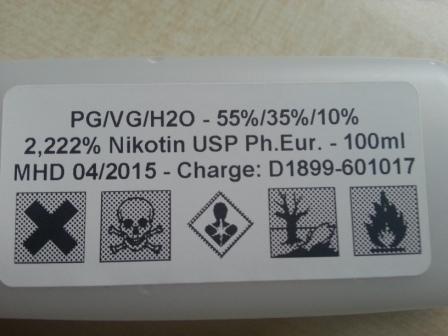 PG/VG/H2O - 55%/35%/10%
2,222% Nikotin USP Ph.Eur. - 100ml
MHD 04/2015 - Charge: D1899-601017